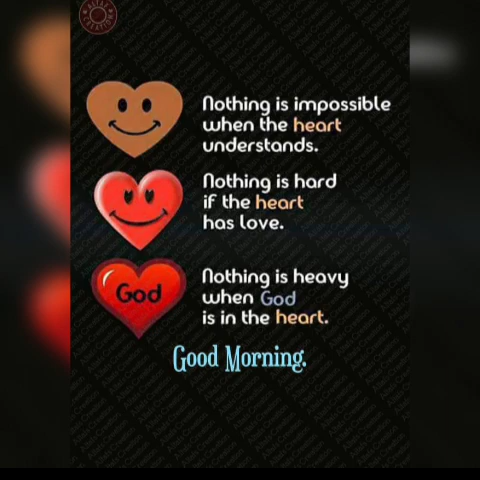 Nothing is impossible
when the heart
understands.
Nothing is hard
if the heart
has love.
God
Nothing is heavy
when God
is in the heart.
Good Morning.